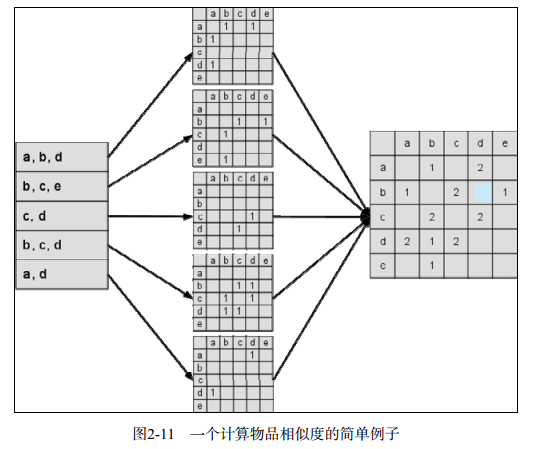 a, b, d
b, c, e
c, d
b, c, d
a, d
a b c d e
a 1 1
b 1
c
d 1
e
a b c d e
a
b 1 1
c 1
d
e 1
a b c d e
a
b
c 1
d 1
e
a b c d e
a
b 1 1
c 1 1
d 1 1
e
a b c d e
a 1
b
c
d 1
e
a b c d e
a 1 2
b 1 2 1
c 2 2
d 2 1 2
e 1
图2-11 一个计算物品相似度的简单例子